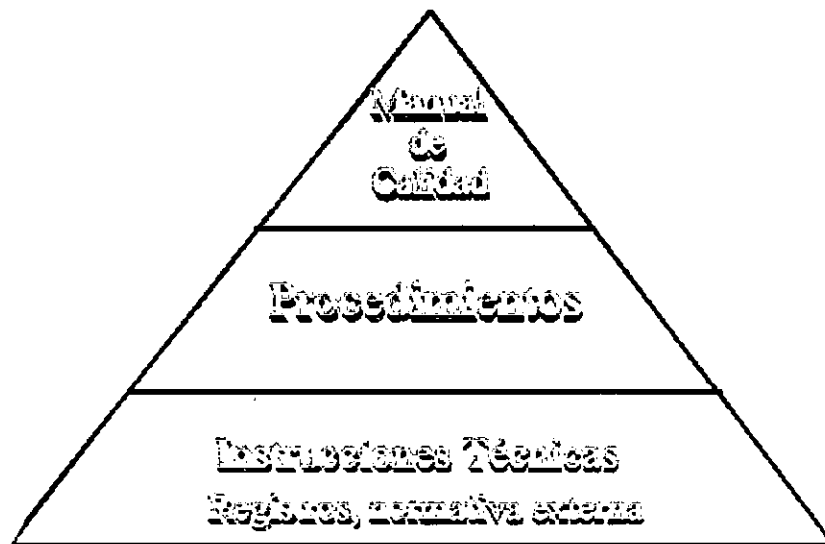 Manual
de
Calidad
Procedimientos
Instrucciones Técnicas
Registros, normativa externa